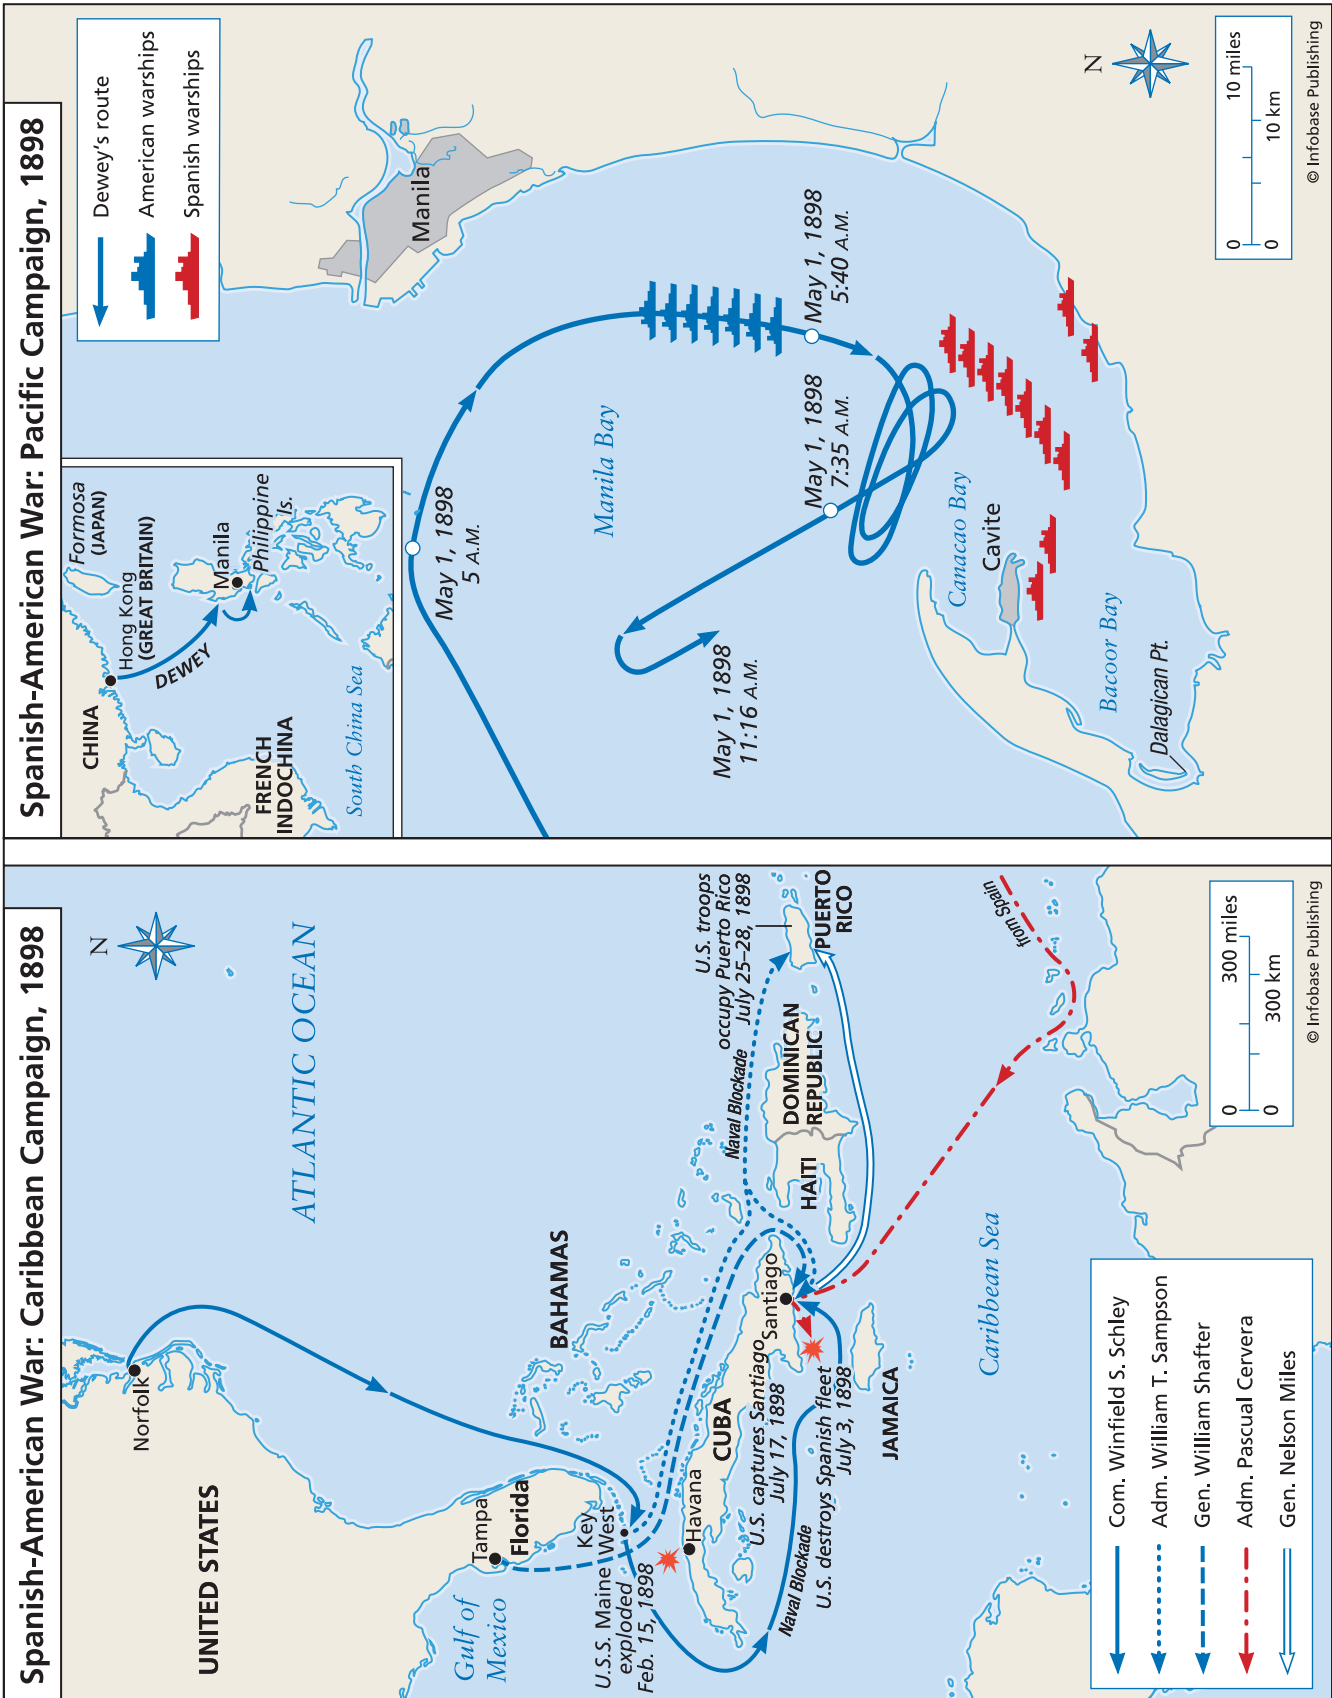 Spanish-American War: Caribbean Campaign, 1898
N
UNITED STATES
Norfolk
ATLANTIC OCEAN
Tampa
Florida
Gulf of
Mexico
Key
West
BAHAMAS
U.S.S. Maine
exploded
Feb. 15, 1898
Havana
CUBA
Santiago
U.S. captures Santiago
July 17, 1898
U.S. destroys Spanish fleet
July 3, 1898
Naval Blockade
Naval Blockade
U.S. troops
occupy Puerto Rico
July 25–28, 1898
PUERTO
RICO
DOMINICAN
REPUBLIC
HAITI
JAMAICA
Caribbean Sea
from Spain
Com. Winfield S. Schley
Adm. William T. Sampson
Gen. William Shafter
Adm. Pascual Cervera
Gen. Nelson Miles
0 300 miles
0 300 km
© Infobase Publishing
Spanish-American War: Pacific Campaign, 1898
CHINA
Formosa
(JAPAN)
Hong Kong
(GREAT BRITAIN)
DEWEY
Manila
Philippine
Is.
FRENCH
INDOCHINA
South China Sea
Dewey's route
American warships
Spanish warships
Manila
May 1, 1898
5 A.M.
Manila Bay
May 1, 1898
5:40 A.M.
May 1, 1898
7:35 A.M.
May 1, 1898
11:16 A.M.
Canacao Bay
Cavite
Bacoor Bay
Dalagican Pt.
N
0 10 miles
0 10 km
© Infobase Publishing